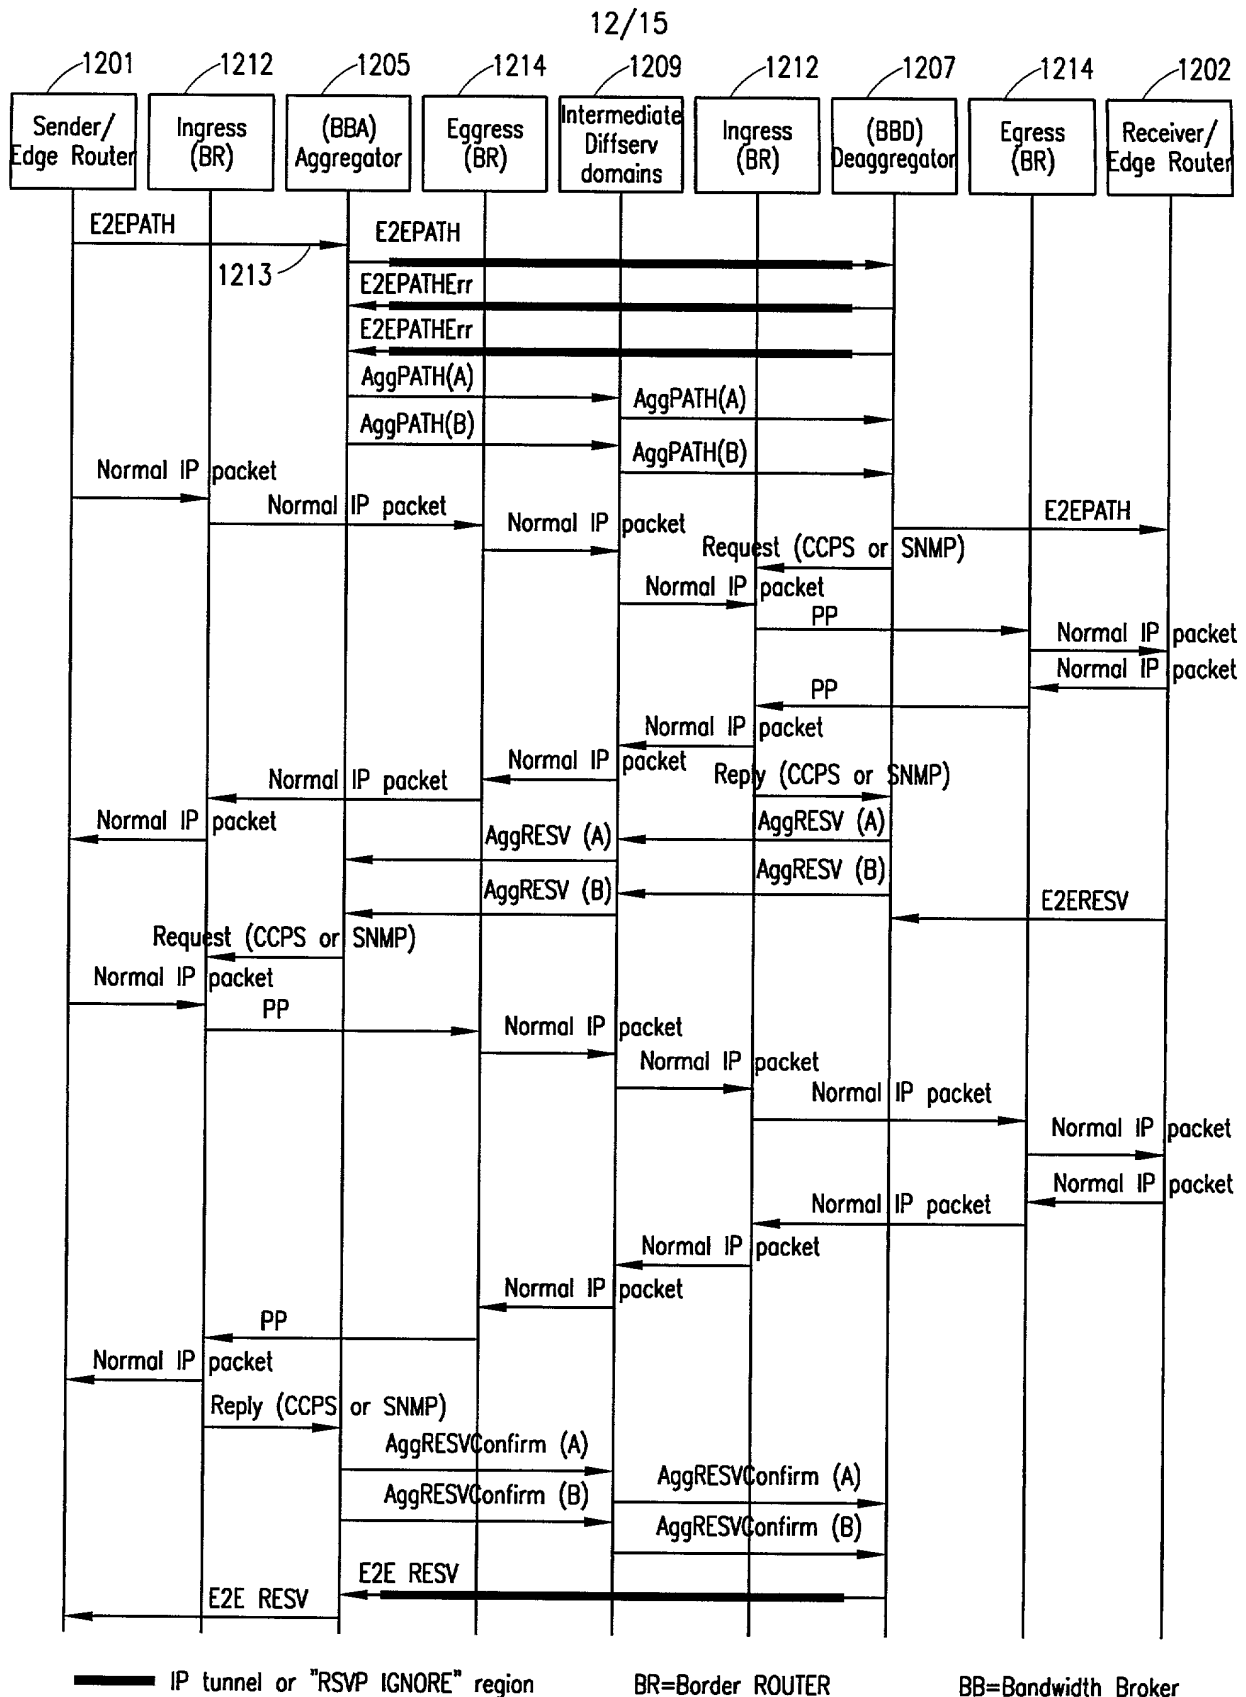 12/15
1201
1212
1205
1214
1209
1212
1207
1214
1202
Sender/
Edge Router
Ingress
(BR)
(BBA)
Aggregator
Eggress
(BR)
Intermediate
Diffserv
domains
Ingress
(BR)
(BBD)
Deaggregator
Egress
(BR)
Receiver/
Edge Router
E2EPATH
1213
E2EPATH
E2EPATHErr
E2EPATHErr
AggPATH(A)
AggPATH(A)
AggPATH(B)
AggPATH(B)
Normal IP packet
Normal IP packet
Normal IP packet
E2EPATH
Request (CCPS or SNMP)
Normal IP packet
PP
Normal IP packet
Normal IP packet
PP
Normal IP packet
Normal IP packet
Reply (CCPS or SNMP)
Normal IP packet
Normal IP packet
AggRESV (A)
AggRESV (A)
AggRESV (B)
AggRESV (B)
E2ERESV
Request (CCPS or SNMP)
Normal IP packet
PP
Normal IP packet
Normal IP packet
Normal IP packet
Normal IP packet
Normal IP packet
Normal IP packet
Normal IP packet
Normal IP packet
PP
Normal IP packet
Reply (CCPS or SNMP)
AggRESVConfirm (A)
AggRESVConfirm (A)
AggRESVConfirm (B)
AggRESVConfirm (B)
E2E RESV
E2E RESV
IP tunnel or "RSVP IGNORE" region
BR=Border ROUTER
BB=Bandwidth Broker